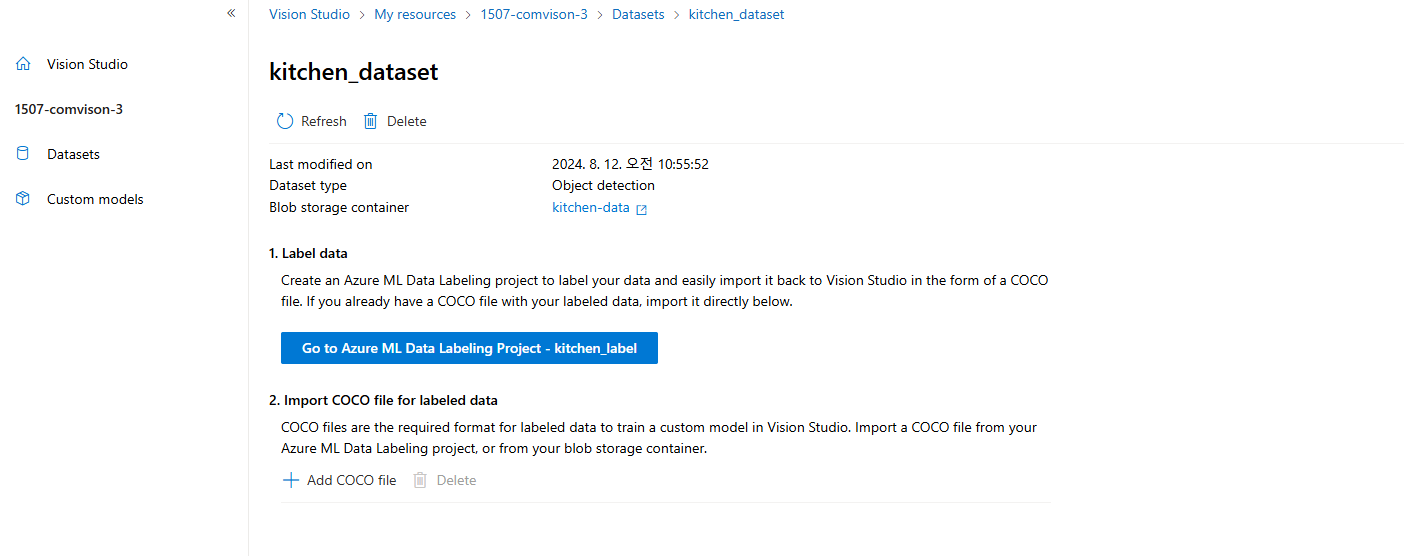 «
Vision Studio > My resources > 1507-comvison-3 > Datasets > kitchen_dataset
Vision Studio
1507-comvison-3
Datasets
Custom models
kitchen_dataset
Refresh Delete
Last modified on 2024. 8. 12. 오전 10:55:52
Dataset type Object detection
Blob storage container kitchen-data
1. Label data
Create an Azure ML Data Labeling project to label your data and easily import it back to Vision Studio in the form of a COCO
file. If you already have a COCO file with your labeled data, import it directly below.
Go to Azure ML Data Labeling Project - kitchen_label
2. Import COCO file for labeled data
COCO files are the required format for labeled data to train a custom model in Vision Studio. Import a COCO file from your
Azure ML Data Labeling project, or from your blob storage container.
+ Add COCO file Delete